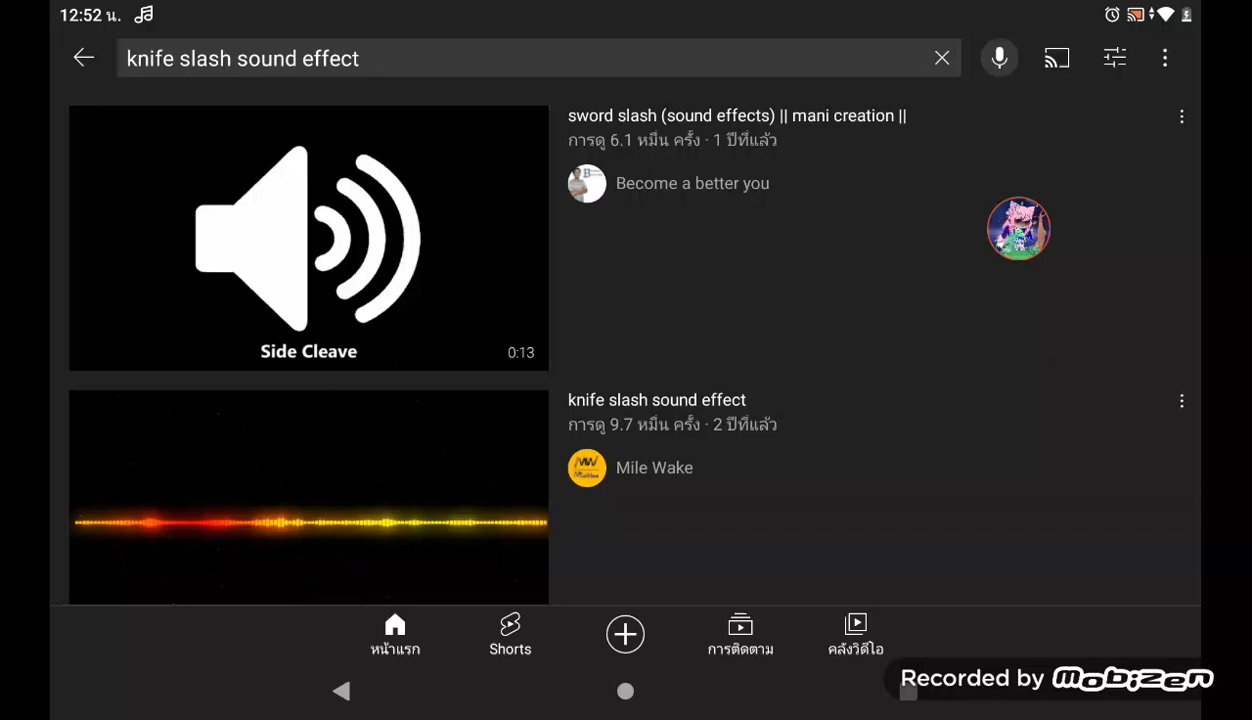 12:52 น.
knife slash sound effect
sword slash (sound effects) || mani creation ||
การดู 6.1 หมื่น ครั้ง · 1 ปีที่แล้ว
Become a better you
Side Cleave
0:13
knife slash sound effect
การดู 9.7 หมื่น ครั้ง · 2 ปีที่แล้ว
Mile Wake
หน้าแรก
Shorts
การติดตาม
คลังวิดีโอ
Recorded by Mobizen